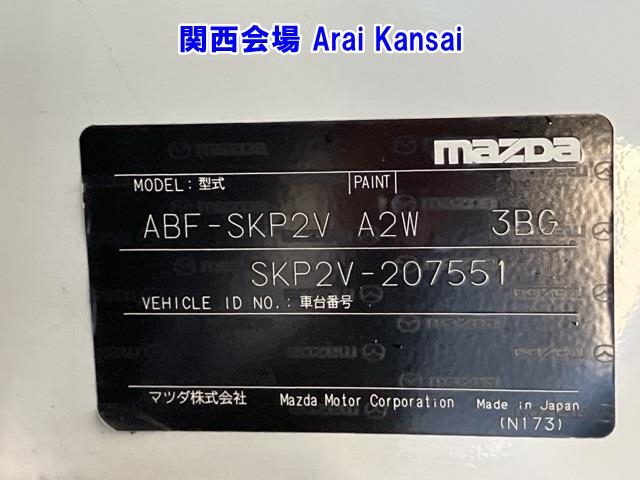 関西会場 Arai Kansai
mazda
MODEL:型式 PAINT
ABF-SKP2V A2W 3BG
SKP2V-207551
VEHICLE ID NO.:車台番号
マツダ株式会社 Mazda Motor Corporation Made in Japan
(N173)